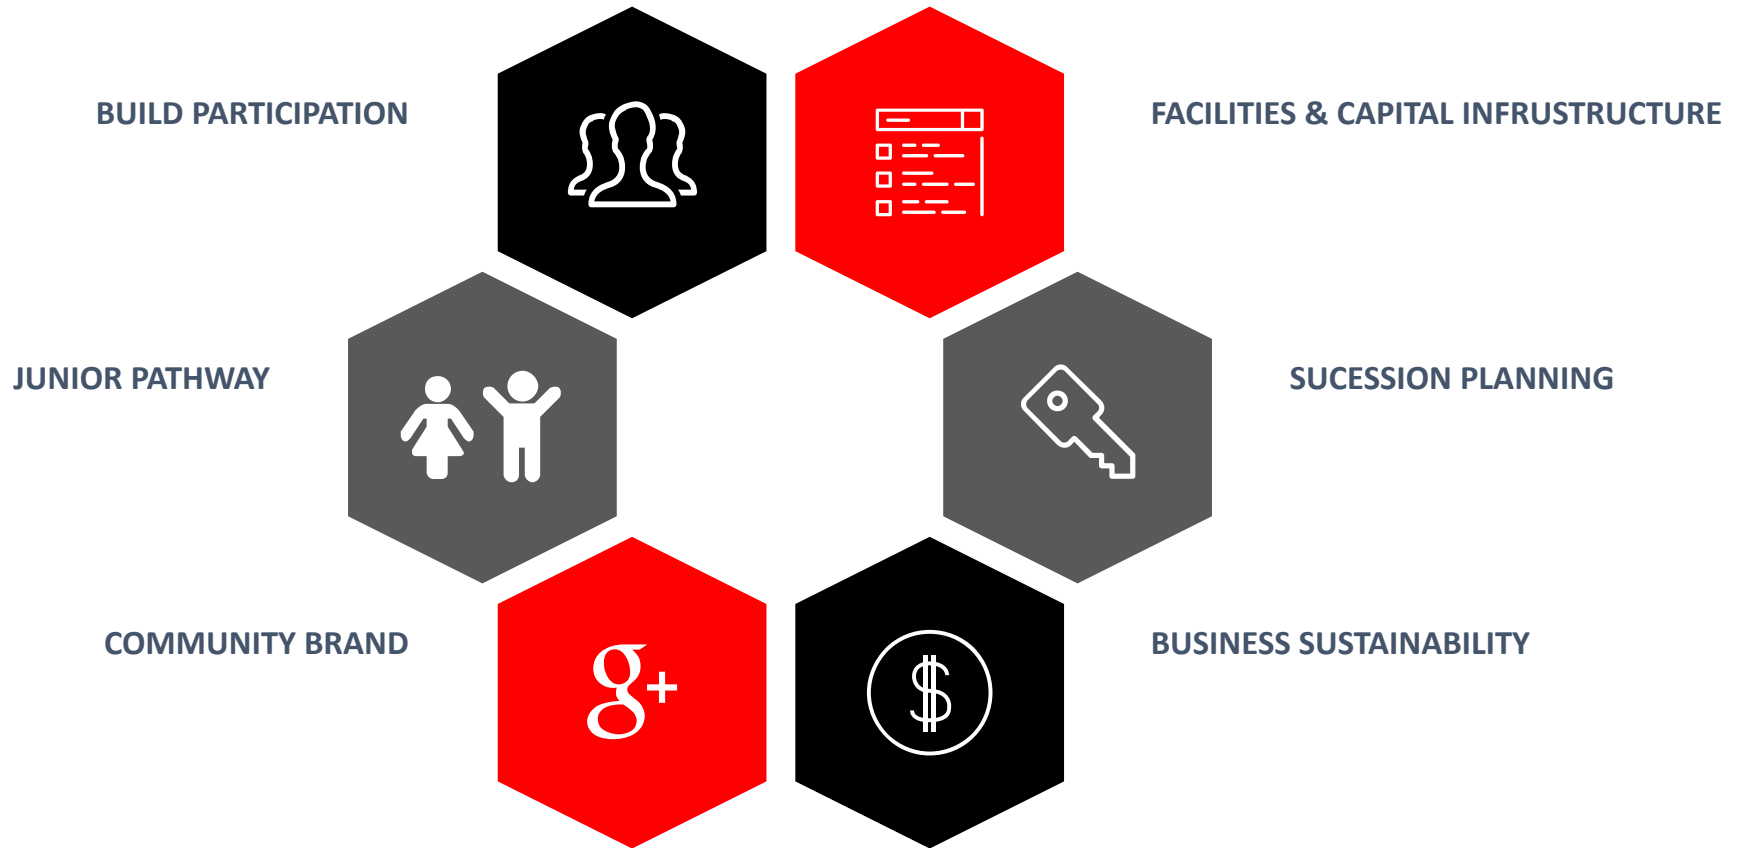 BUILD PARTICIPATION
FACILITIES & CAPITAL INFRUSTRUCTURE
JUNIOR PATHWAY
SUCESSION PLANNING
COMMUNITY BRAND
g+
$
BUSINESS SUSTAINABILITY